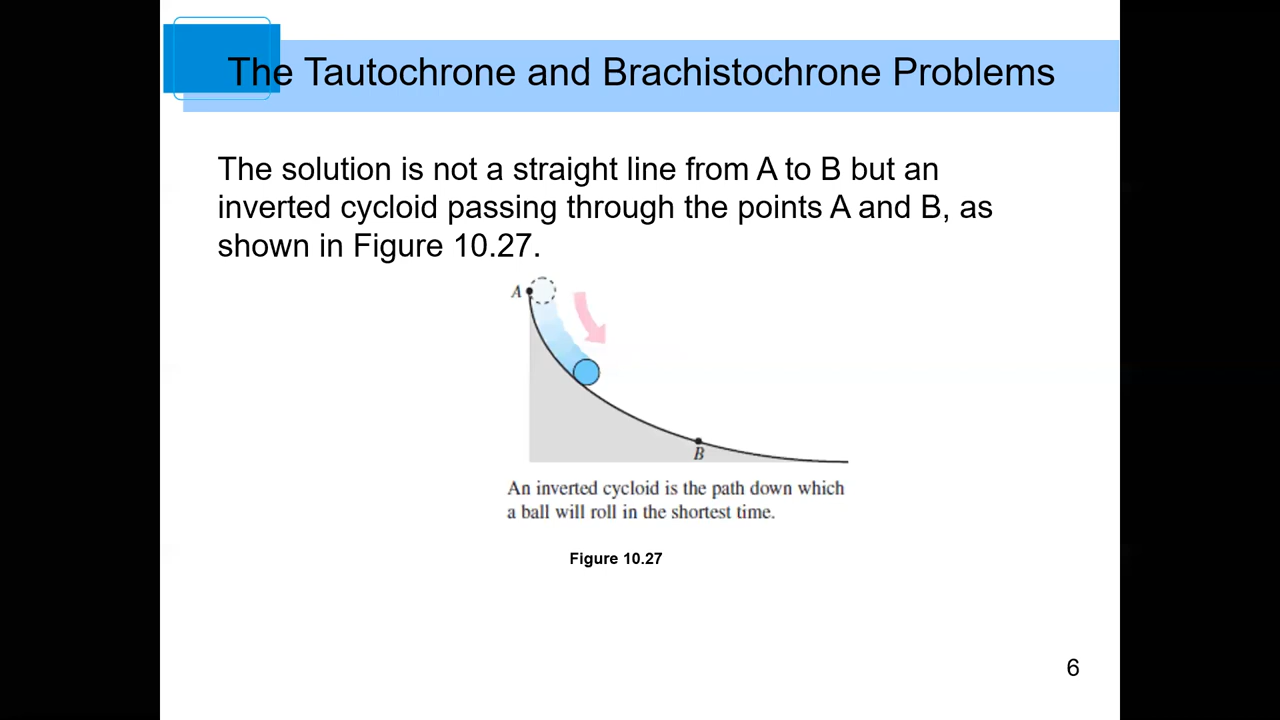 The Tautochrone and Brachistochrone Problems
The solution is not a straight line from A to B but an
inverted cycloid passing through the points A and B, as
shown in Figure 10.27.
A
B
An inverted cycloid is the path down which
a ball will roll in the shortest time.
Figure 10.27
6